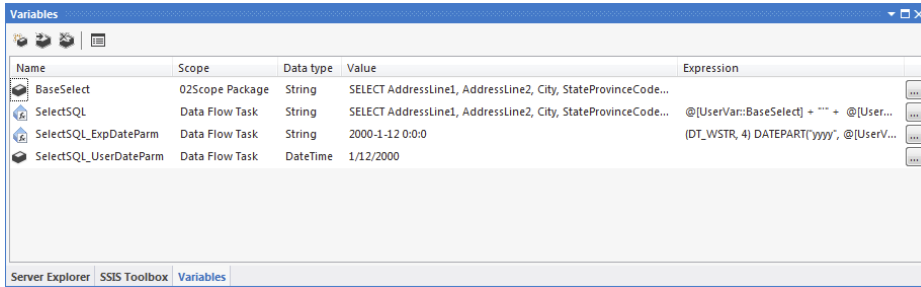 Variables
Name Scope Data type Value Expression
BaseSelect 02Scope Package String SELECT AddressLine1, AddressLine2, City, StateProvinceCode... ...
SelectSQL Data Flow Task String SELECT AddressLine1, AddressLine2, City, StateProvinceCode... @[UserVar::BaseSelect] + "'" + @[User... ...
SelectSQL_ExpDateParm Data Flow Task String 2000-1-12 0:0:0 (DT_WSTR, 4) DATEPART("yyyy", @[UserV... ...
SelectSQL_UserDateParm Data Flow Task DateTime 1/12/2000 ...
Server Explorer SSIS Toolbox Variables